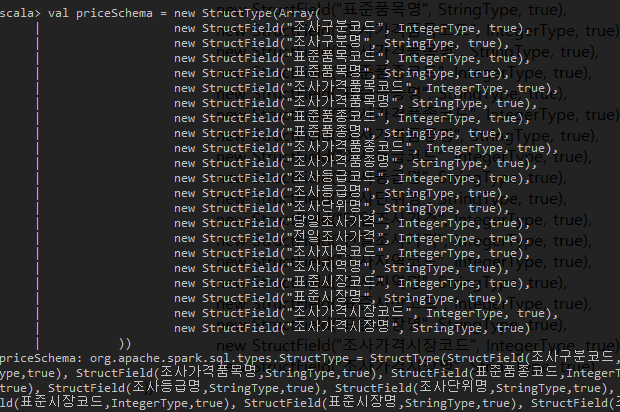 scala> val priceSchema = new StructType(Array(
| new StructField("조사구분코드", IntegerType, true),
| new StructField("조사구분명", StringType, true),
| new StructField("표준품목코드", IntegerType, true),
| new StructField("표준품목명", StringType, true),
| new StructField("조사가격품목코드", IntegerType, true),
| new StructField("조사가격품목명", StringType, true),
| new StructField("표준품종코드", IntegerType, true),
| new StructField("표준품종명", StringType, true),
| new StructField("조사가격품종코드", IntegerType, true),
| new StructField("조사가격품종명", StringType, true),
| new StructField("조사등급코드", IntegerType, true),
| new StructField("조사등급명", StringType, true),
| new StructField("조사단위명", StringType, true),
| new StructField("당일조사가격", IntegerType, true),
| new StructField("전일조사가격", IntegerType, true),
| new StructField("조사지역코드", IntegerType, true),
| new StructField("조사지역명", StringType, true),
| new StructField("표준시장코드", IntegerType, true),
| new StructField("표준시장명", StringType, true),
| new StructField("조사가격시장코드", IntegerType, true),
| new StructField("조사가격시장명", StringType, true)
| ))
priceSchema: org.apache.spark.sql.types.StructType = StructType(StructField(조사구분코드,
ype,true), StructField(조사가격품목명,StringType,true), StructField(표준품종코드,IntegerTy
true), StructField(조사등급명,StringType,true), StructField(조사단위명,StringType,true),
ld(표준시장코드,IntegerType,true), StructField(표준시장명,StringType,true), StructField(조